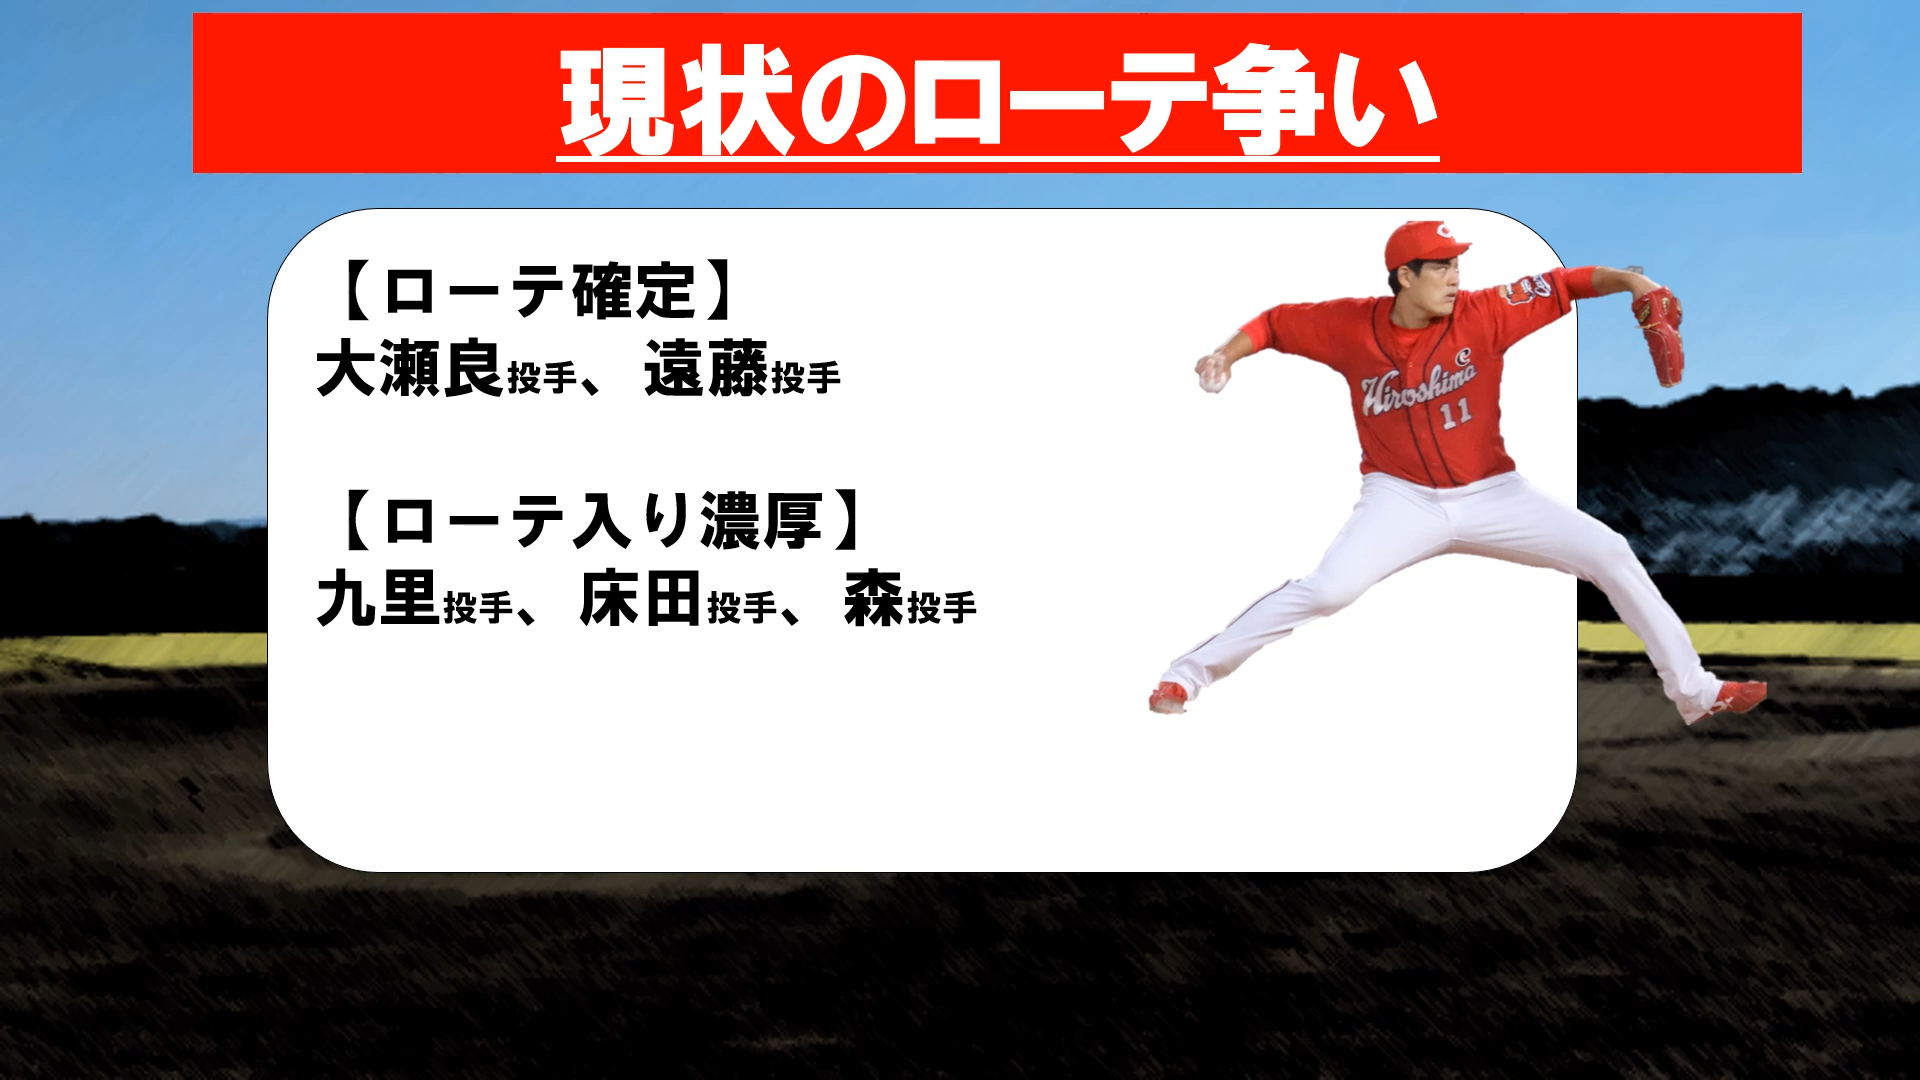 現状のローテ争い
【ローテ確定】
大瀬良投手、遠藤投手
【ローテ入り濃厚】
九里投手、床田投手、森投手
Hiroshima
11